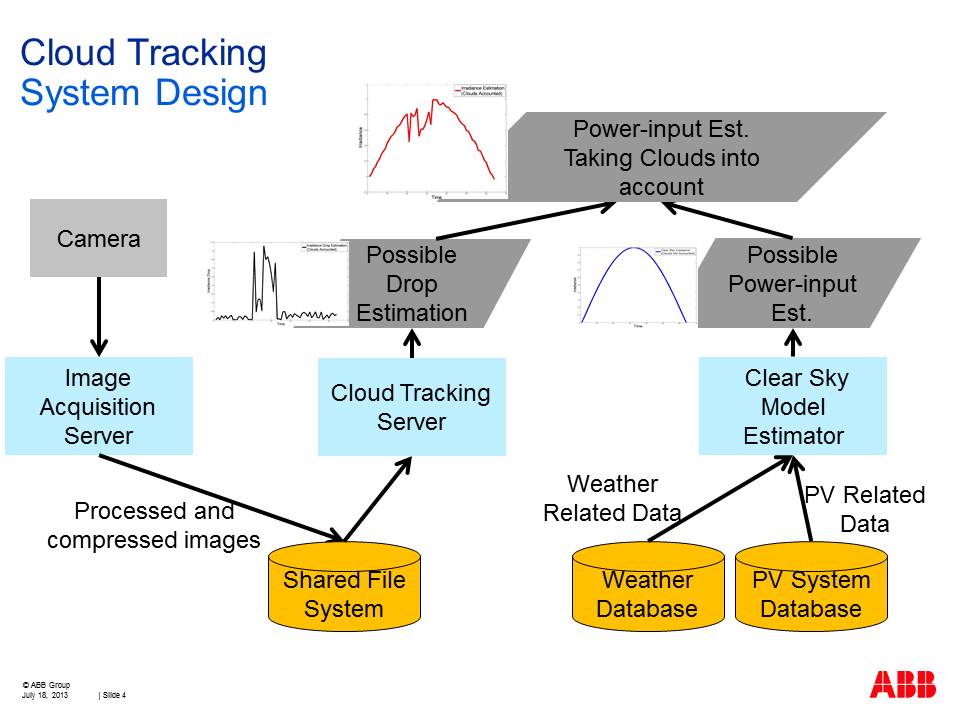 Cloud Tracking
System Design
Irradiance Estimation
(Clouds Accounted)
Irradiance
Time
Power-input Est.
Taking Clouds into
account
Camera
Irradiance Drop Estimation
(Clouds Accounted)
Irradiance Drop
Time
Possible
Drop
Estimation
Clear Sky Irradiance
(Clouds Not Accounted)
Irradiance
Time
Possible
Power-input
Est.
Image
Acquisition
Server
Cloud Tracking
Server
Clear Sky
Model
Estimator
Processed and
compressed images
Weather
Related Data
PV Related
Data
Shared File
System
Weather
Database
PV System
Database
© ABB Group
July 18, 2013 | Slide 4
ABB